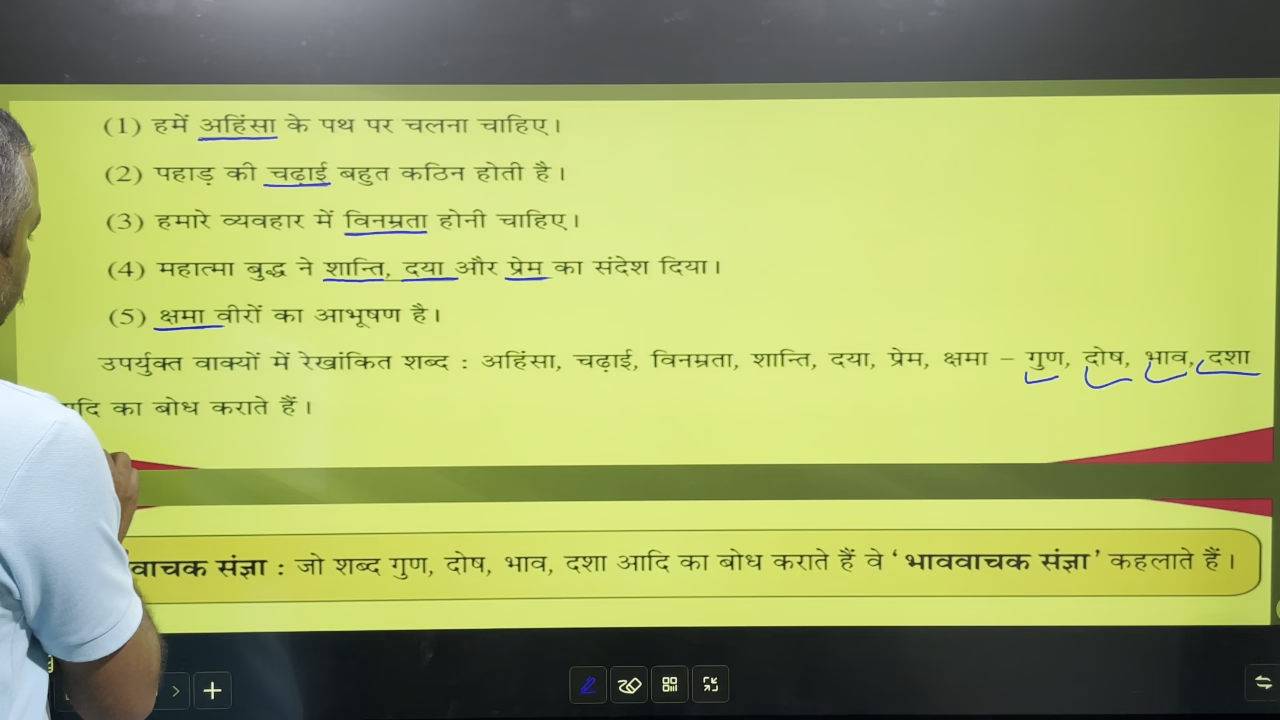 (1) हमें अहिंसा के पथ पर चलना चाहिए।
(2) पहाड़ की चढ़ाई बहुत कठिन होती है।
(3) हमारे व्यवहार में विनम्रता होनी चाहिए।
(4) महात्मा बुद्ध ने शान्ति, दया और प्रेम का संदेश दिया।
(5) क्षमा वीरों का आभूषण है।
उपर्युक्त वाक्यों में रेखांकित शब्द : अहिंसा, चढ़ाई, विनम्रता, शान्ति, दया, प्रेम, क्षमा – गुण, दोष, भाव, दशा
का बोध कराते हैं।
संज्ञा : जो शब्द गुण, दोष, भाव, दशा आदि का बोध कराते हैं वे ‘भाववाचक संज्ञा’ कहलाते हैं।